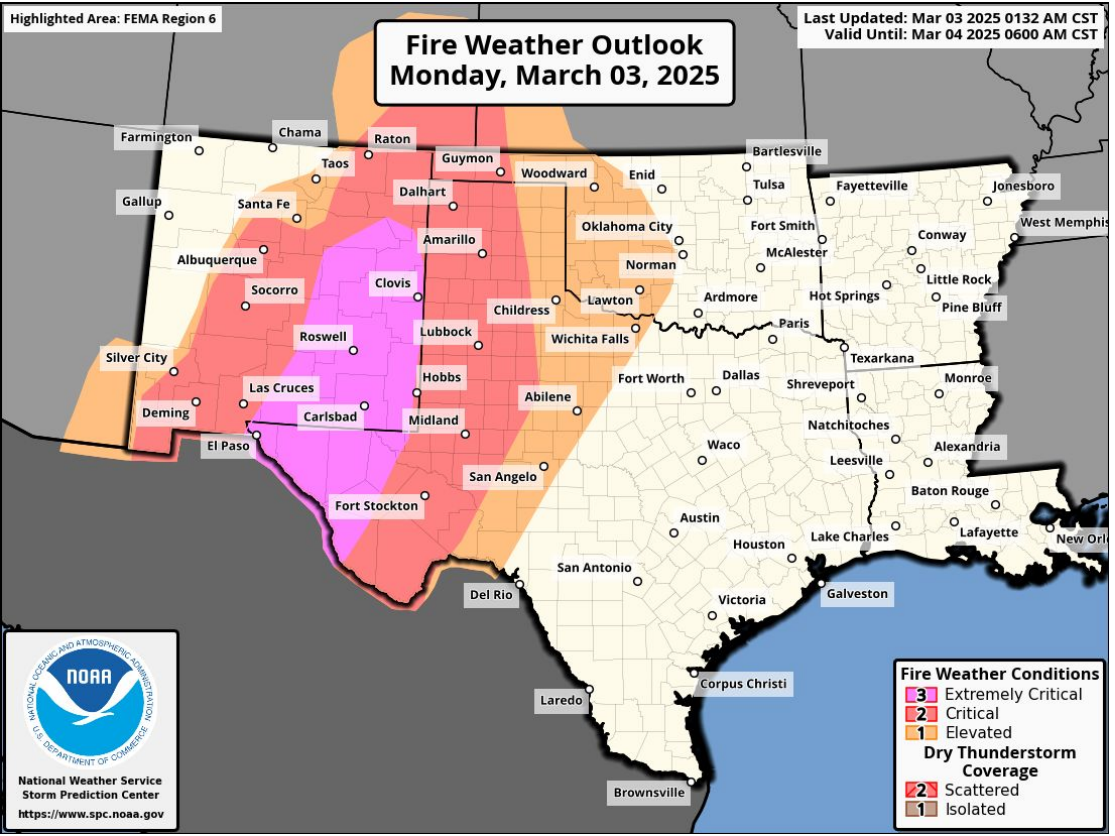 Highlighted Area: FEMA Region 6
Fire Weather Outlook
Monday, March 03, 2025
Last Updated: Mar 03 2025 0132 AM CST
Valid Until: Mar 04 2025 0600 AM CST
Farmington
Chama
Raton
Taos
Guymon
Woodward
Enid
Bartlesville
Tulsa
Fayetteville
Jonesboro
Gallup
Santa Fe
Dalhart
Oklahoma City
Fort Smith
West Memphis
Albuquerque
Amarillo
Norman
McAlester
Conway
Little Rock
Socorro
Clovis
Childress
Lawton
Ardmore
Hot Springs
Pine Bluff
Roswell
Lubbock
Wichita Falls
Paris
Silver City
Las Cruces
Hobbs
Fort Worth
Dallas
Texarkana
Shreveport
Monroe
Deming
Carlsbad
Midland
Abilene
Natchitoches
El Paso
San Angelo
Waco
Leesville
Alexandria
Fort Stockton
Austin
Baton Rouge
Houston
Lake Charles
Lafayette
New Orl
San Antonio
Del Rio
Victoria
Galveston
Laredo
Corpus Christi
Brownsville
NATIONAL OCEANIC AND ATMOSPHERIC ADMINISTRATION
NOAA
U.S. DEPARTMENT OF COMMERCE
National Weather Service
Storm Prediction Center
https://www.spc.noaa.gov
Fire Weather Conditions
3 Extremely Critical
2 Critical
1 Elevated
Dry Thunderstorm
Coverage
2 Scattered
1 Isolated